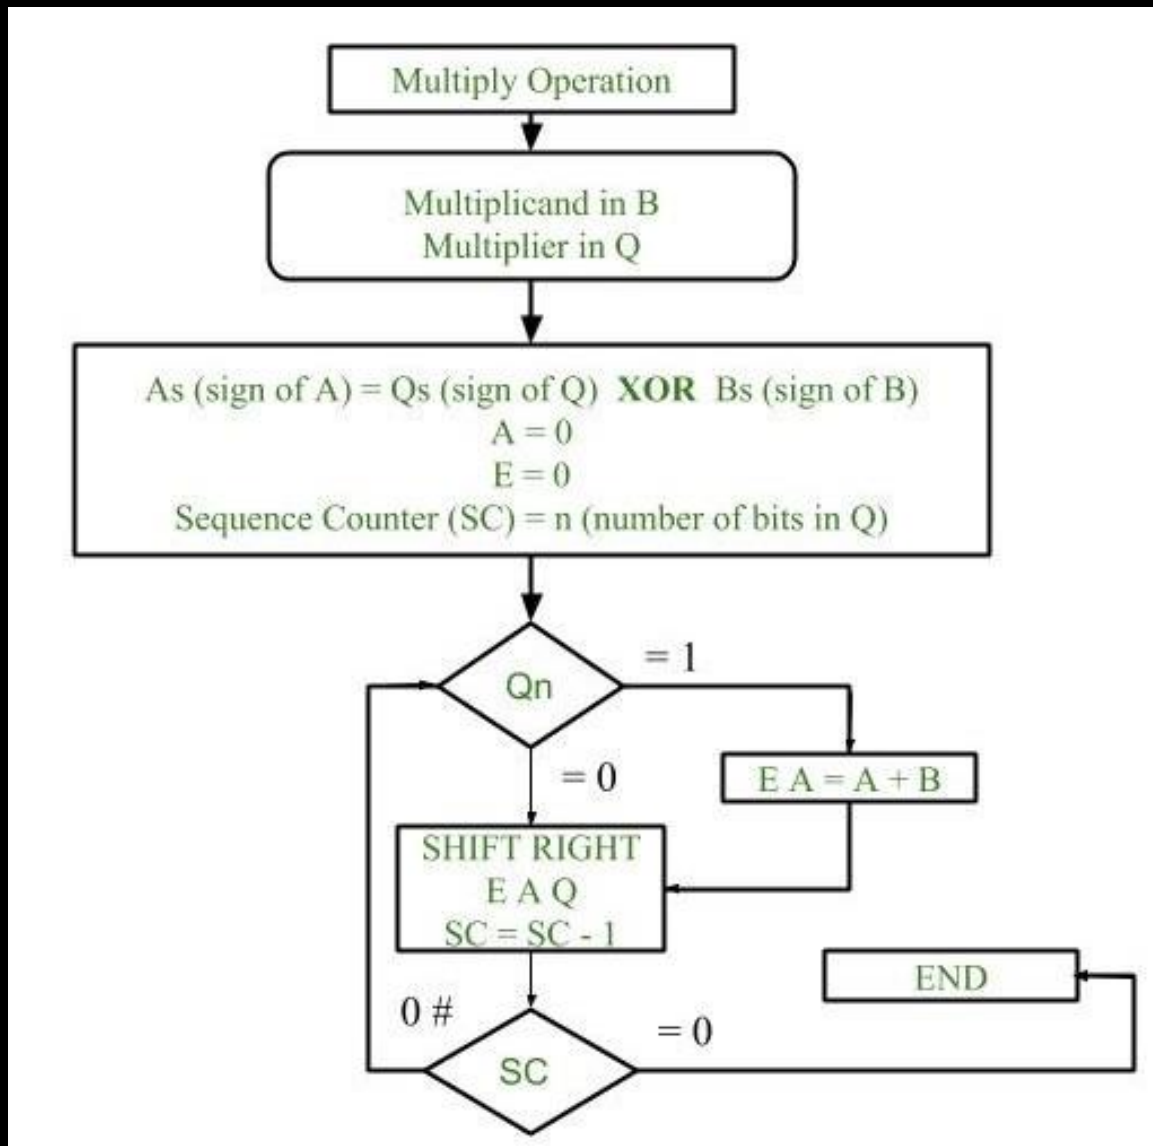 Multiply Operation
Multiplicand in B
Multiplier in Q
As (sign of A) = Qs (sign of Q) XOR Bs (sign of B)
A = 0
E = 0
Sequence Counter (SC) = n (number of bits in Q)
Qn
= 1
= 0
E A = A + B
SHIFT RIGHT
E A Q
SC = SC - 1
END
0 #
= 0
SC